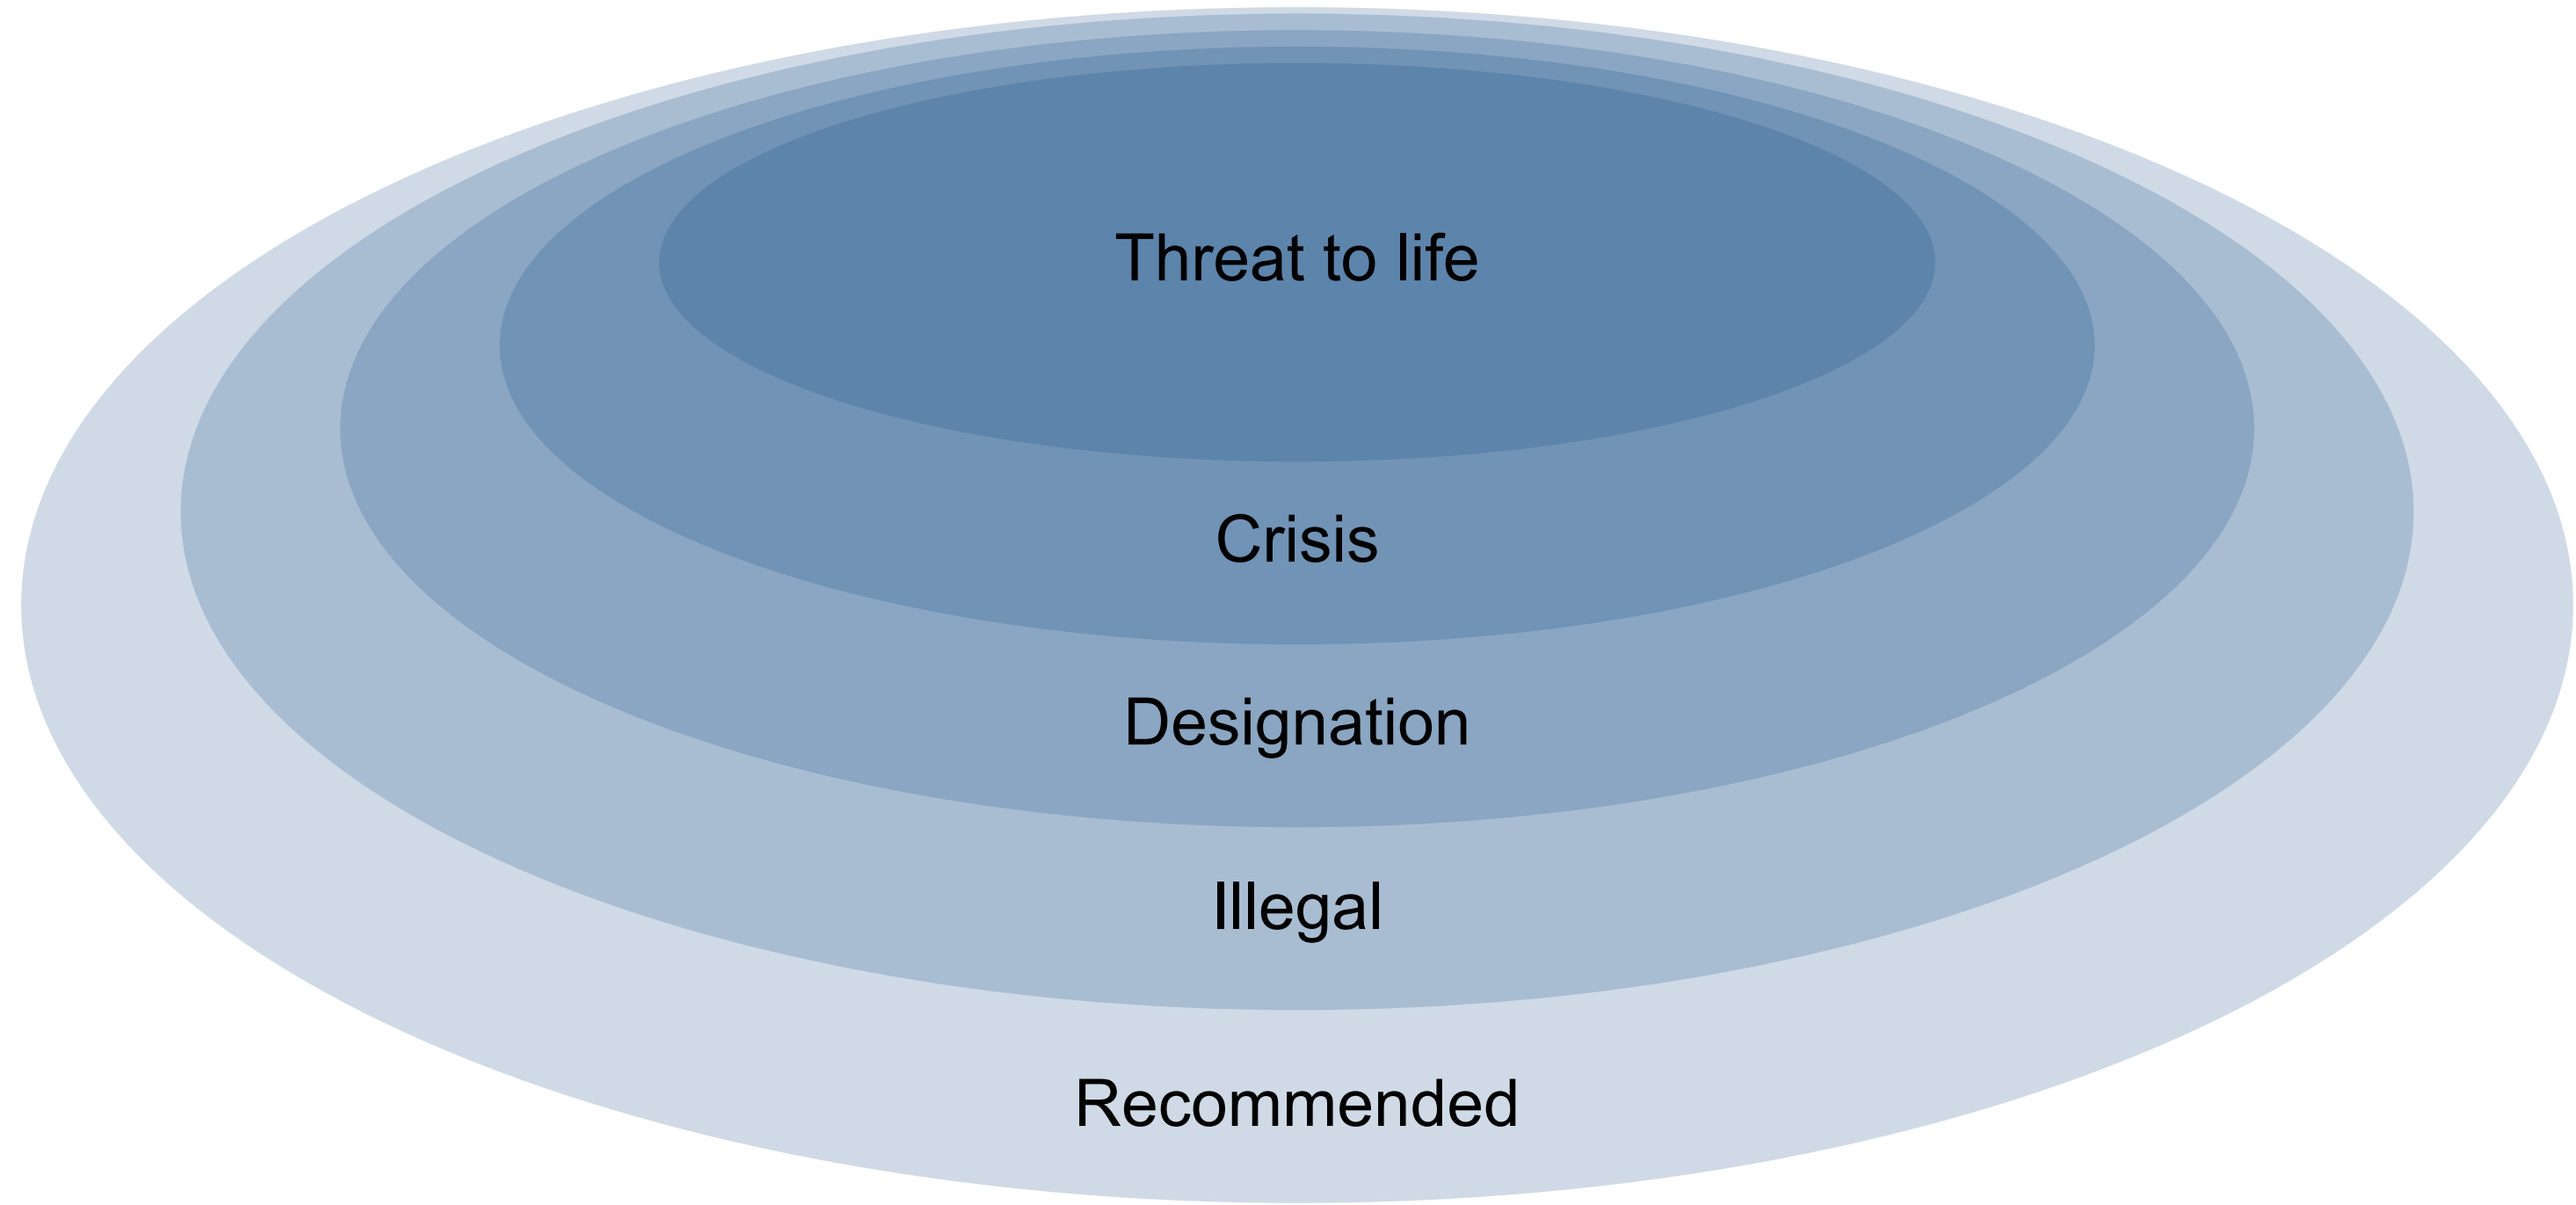 Threat to life
Crisis
Designation
Illegal
Recommended